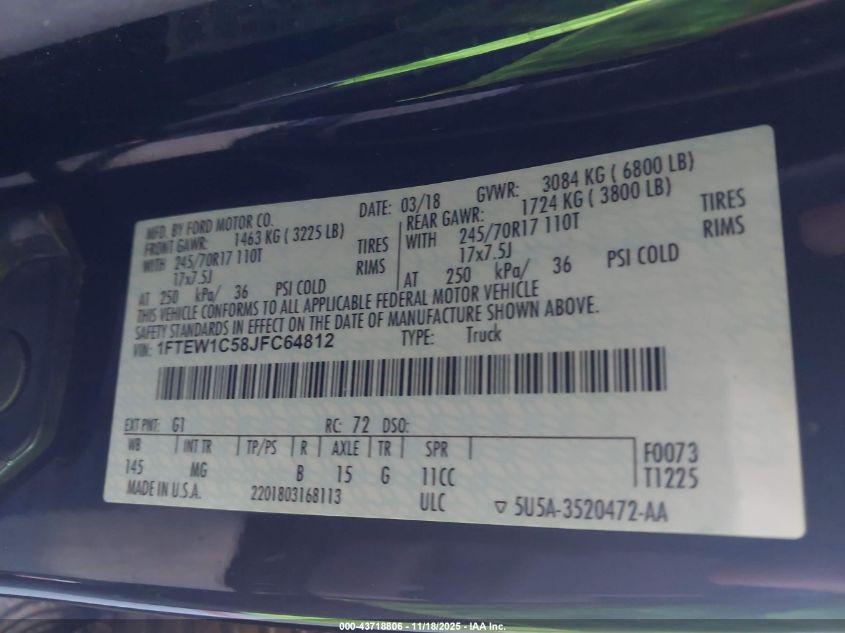 MFD. BY FORD MOTOR CO. DATE: 03/18 GVWR: 3084 KG ( 6800 LB)
FRONT GAWR: 1463 KG ( 3225 LB) REAR GAWR: 1724 KG ( 3800 LB)
WITH 245/70R17 110T TIRES WITH 245/70R17 110T TIRES
17x7.5J RIMS 17x7.5J RIMS
AT 250 kPa/ 36 PSI COLD AT 250 kPa/ 36 PSI COLD
THIS VEHICLE CONFORMS TO ALL APPLICABLE FEDERAL MOTOR VEHICLE
SAFETY STANDARDS IN EFFECT ON THE DATE OF MANUFACTURE SHOWN ABOVE.
VIN: 1FTEW1C58JFC64812 TYPE: Truck
EXT PNT: G1 RC: 72 DSO:
WB INT TR TP/PS R AXLE TR SPR F0073
145 MG B 15 G 11CC T1225
MADE IN U.S.A. 2201803168113 ULC ▽ 5U5A-3520472-AA
000-43718806 - 11/18/2025 - IAA Inc.